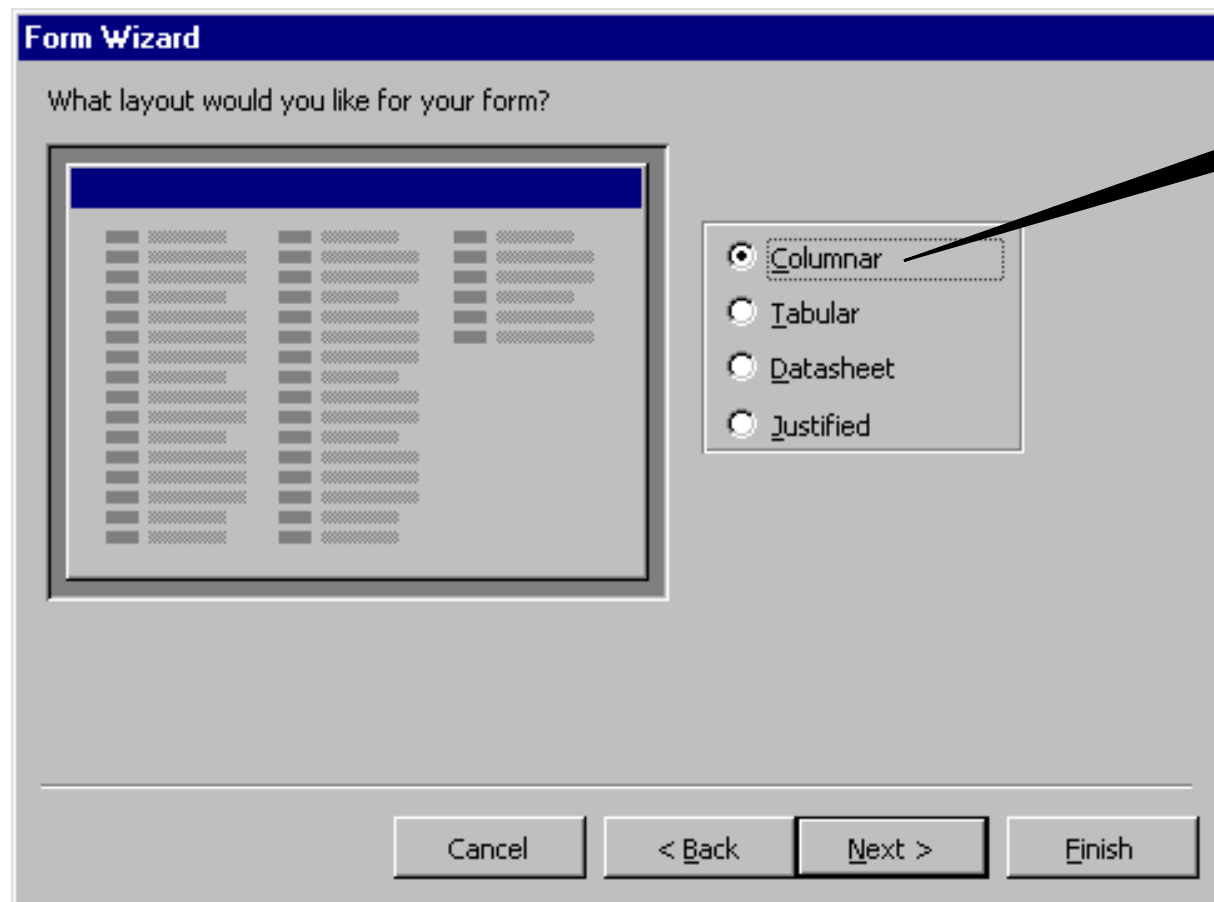 Form Wizard
What layout would you like for your form?
Columnar
Tabular
Datasheet
Justified
Cancel
< Back
Next >
Finish